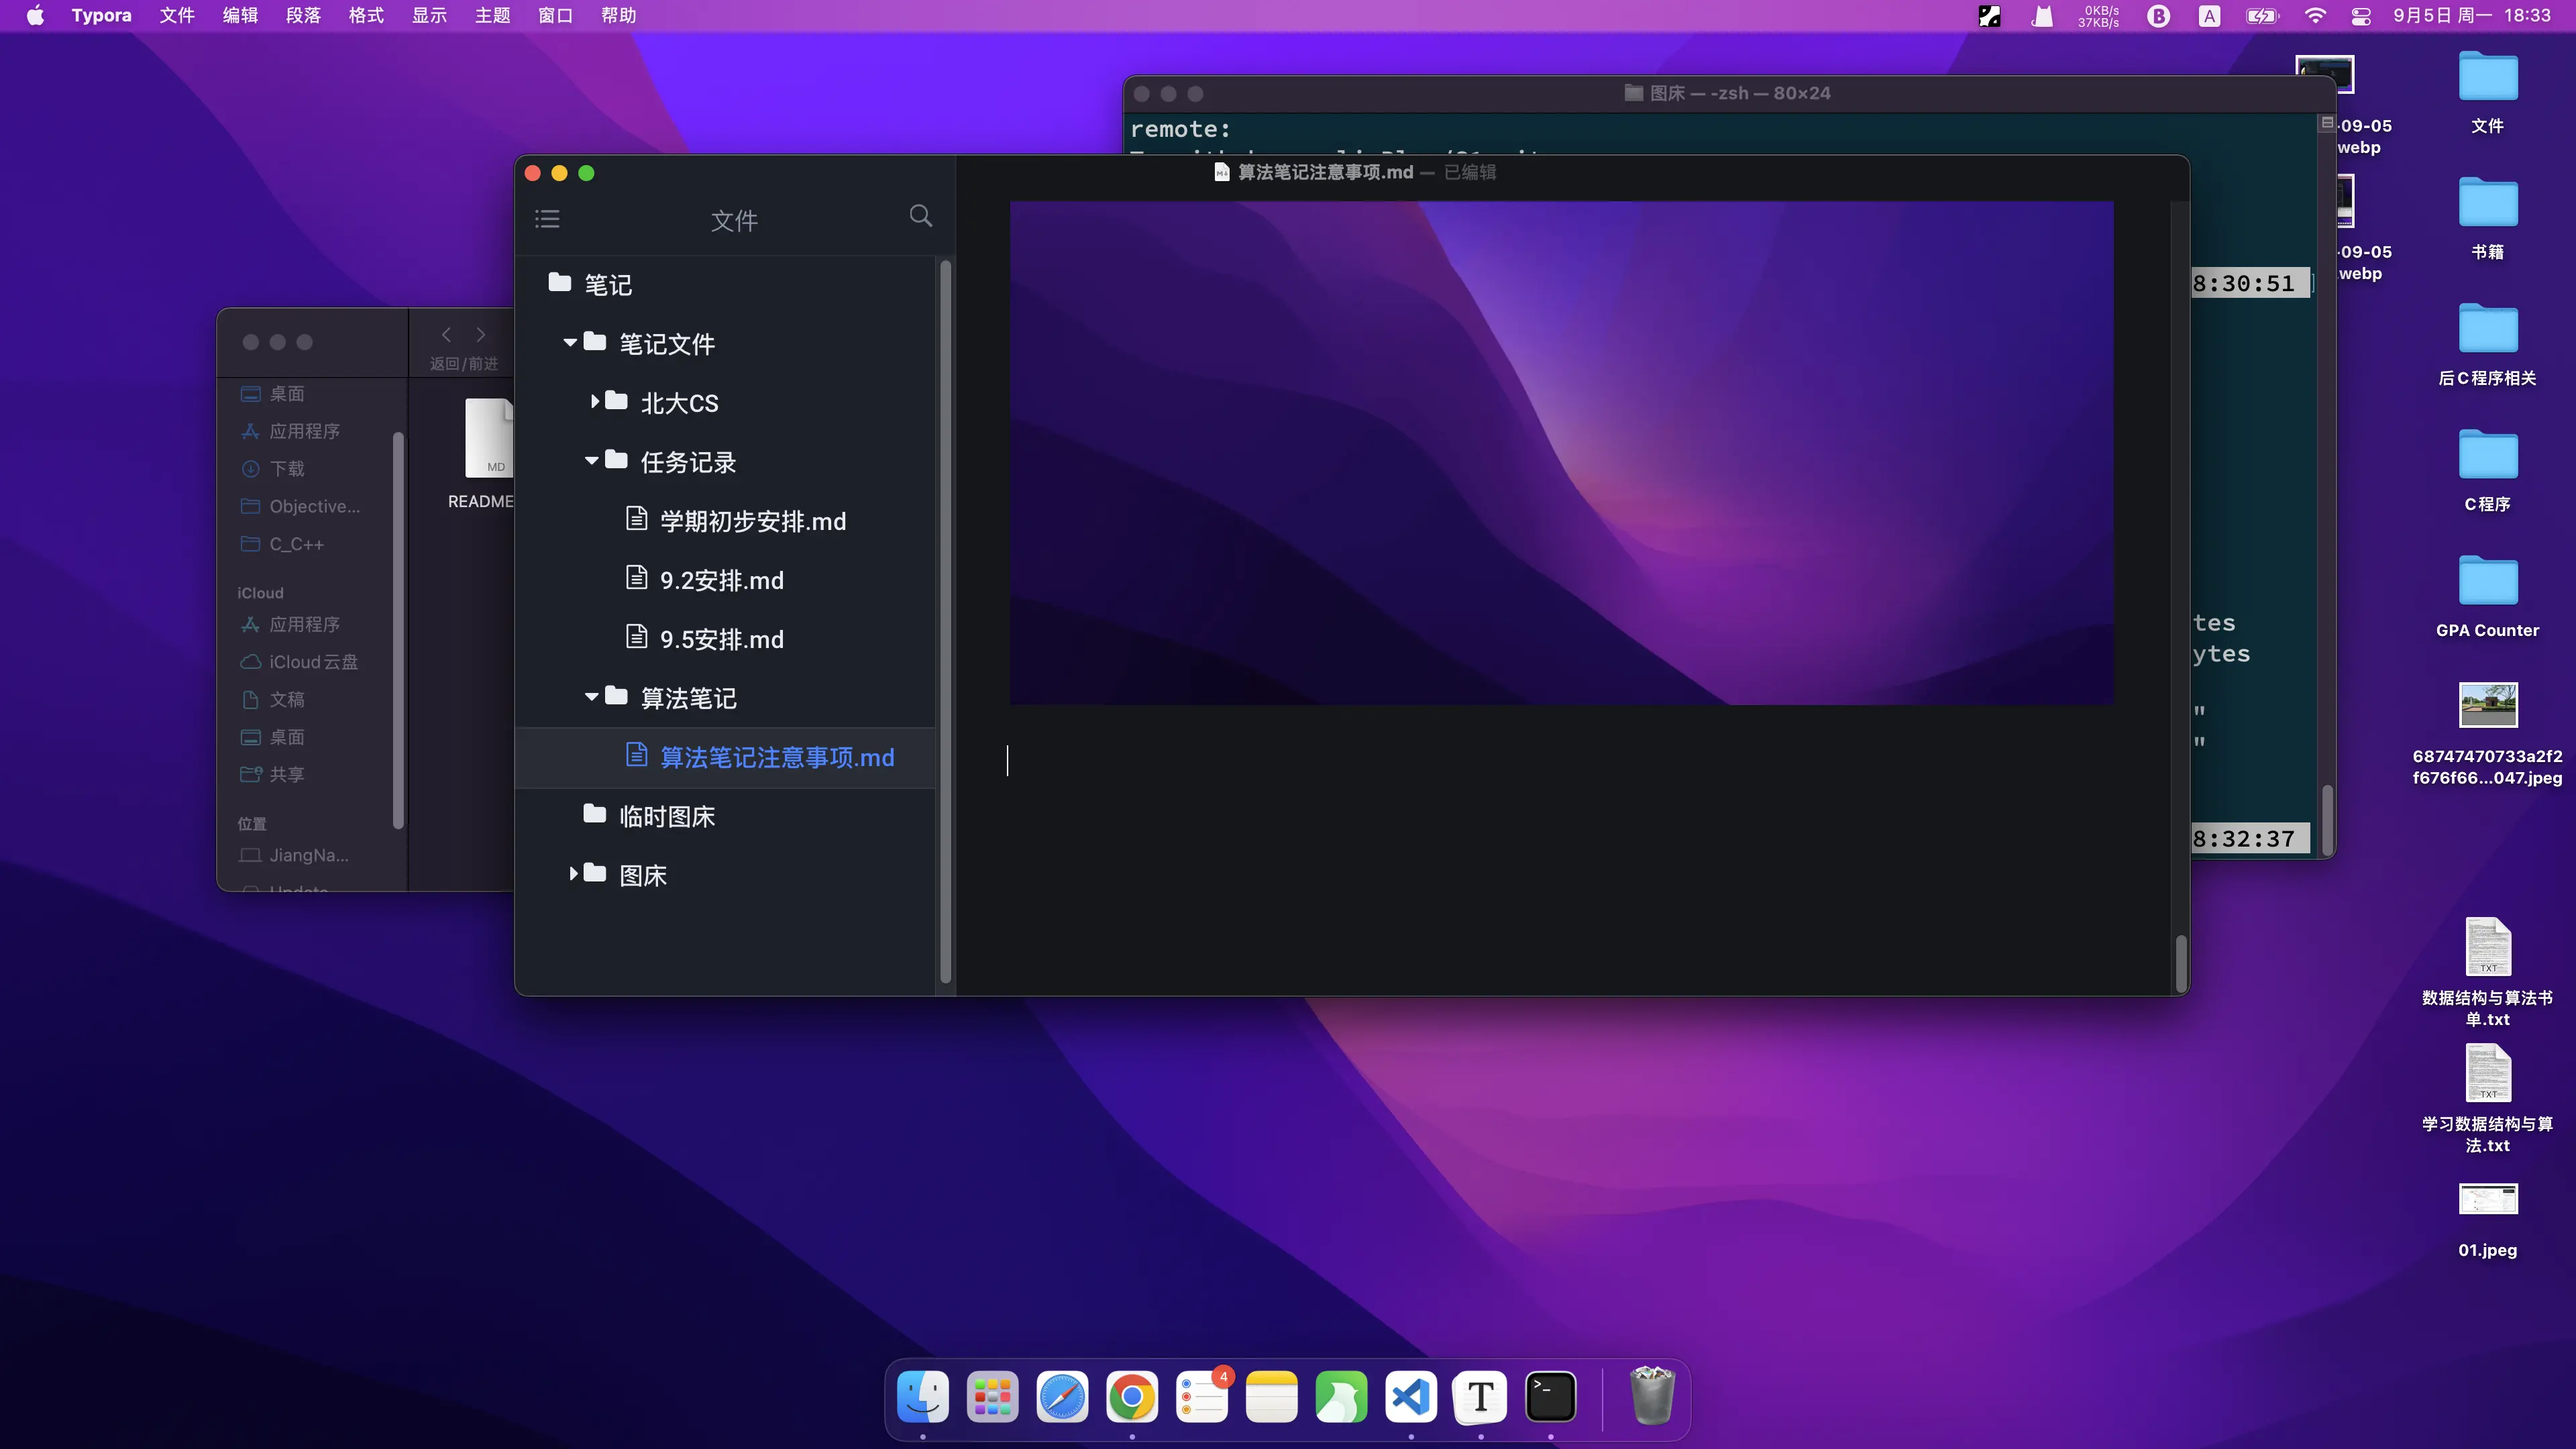 Typora 文件 编辑 段落 格式 显示 主题 窗口 帮助
0KB/s
37KB/s
B
A
9月5日 周一 18:33
图床 — -zsh — 80×24
remote:
8:30:51
tes
ytes
"
"
8:32:37
算法笔记注意事项.md — 已编辑
文件
笔记
笔记文件
北大CS
任务记录
学期初步安排.md
9.2安排.md
9.5安排.md
算法笔记
算法笔记注意事项.md
临时图床
图床
返回/前进
桌面
应用程序
下载
Objective...
C_C++
iCloud
应用程序
iCloud云盘
文稿
桌面
共享
位置
JiangNa...
MD
README
-09-05
webp
-09-05
.webp
文件
书籍
后C程序相关
C程序
GPA Counter
68747470733a2f2
f676f66...047.jpeg
TXT
数据结构与算法书
单.txt
TXT
学习数据结构与算
法.txt
01.jpeg
4
T
>_